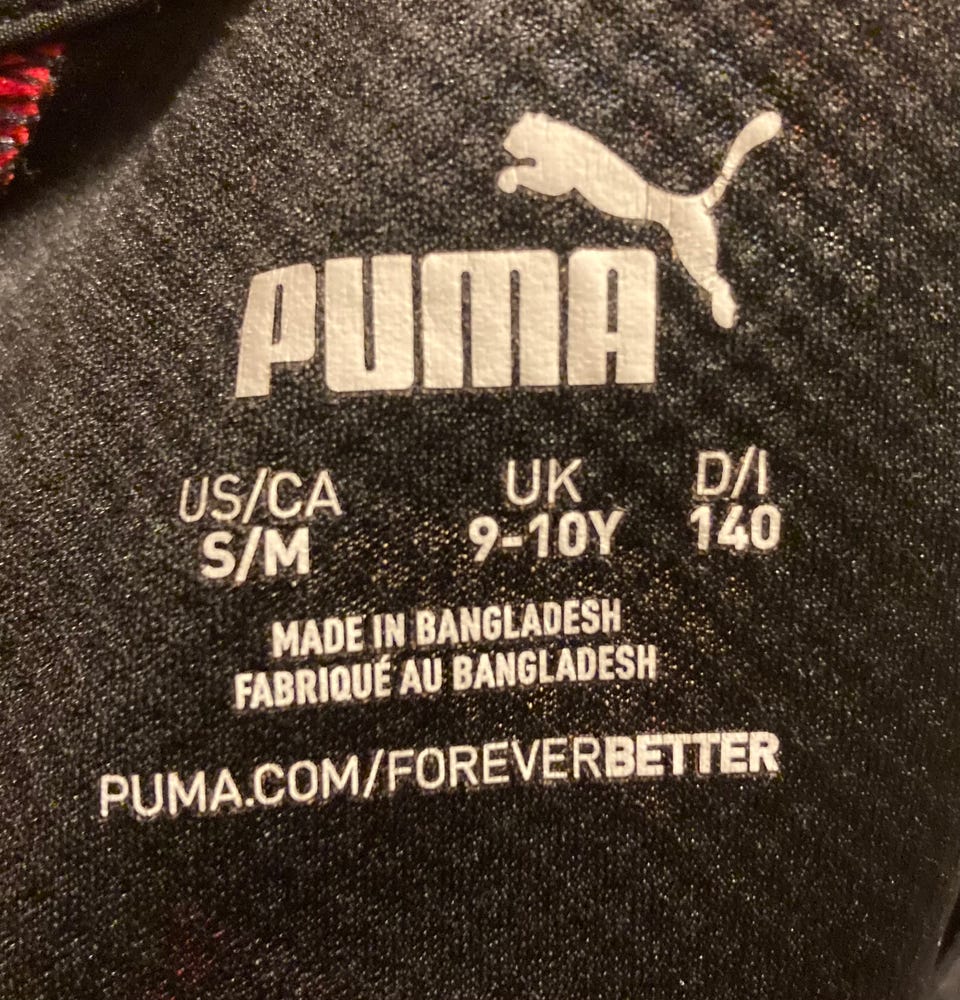 PUMA
US/CA UK D/I
S/M 9-10Y 140
MADE IN BANGLADESH
FABRIQUÉ AU BANGLADESH
PUMA.COM/FOREVERBETTER